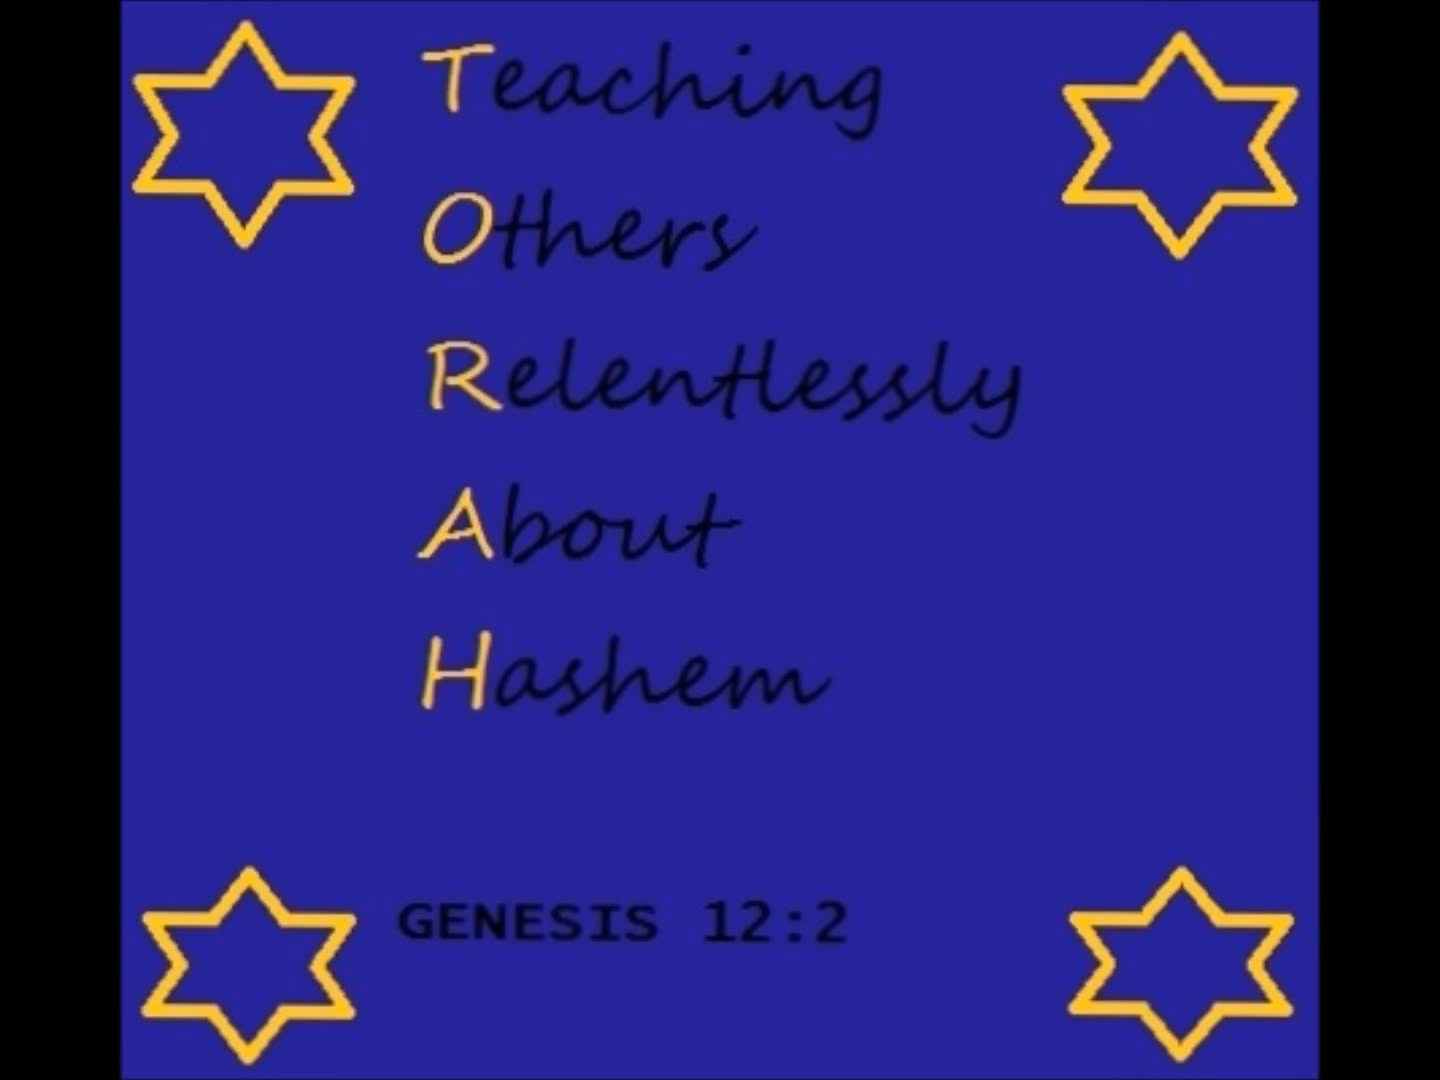 Teaching
Others
Relentlessly
About
Hashem
GENESIS 12:2